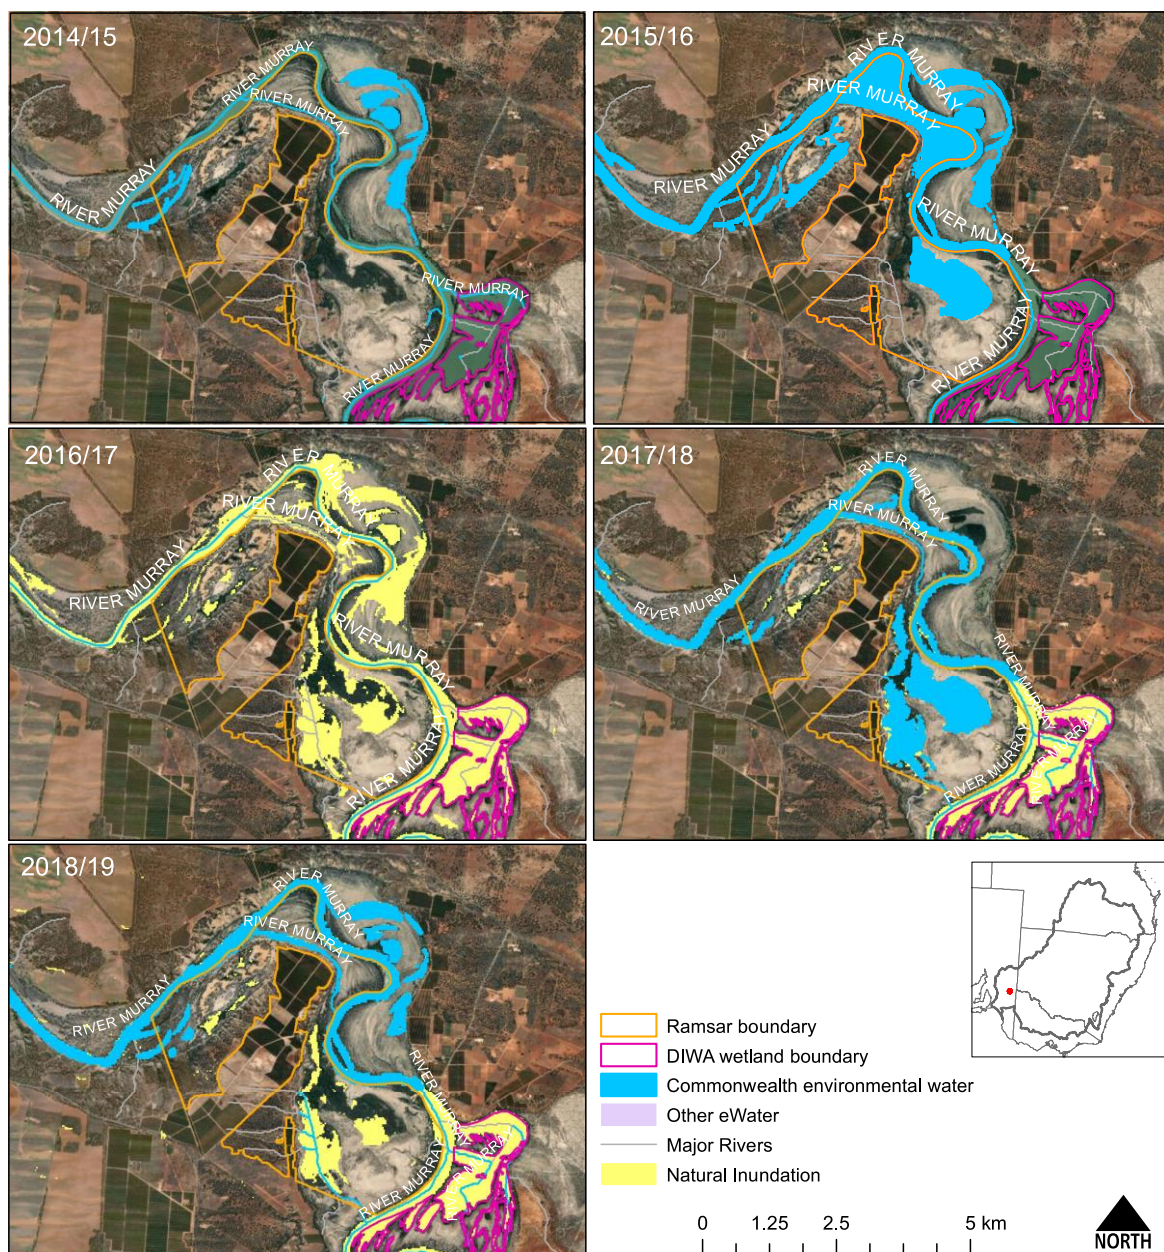 2014/15
RIVER MURRAY
RIVER MURRAY
RIVER MURRAY
RIVER MURRAY
RIVER MURRAY
2015/16
RIVER MURRAY
RIVER MURRAY
RIVER MURRAY
RIVER MURRAY
RIVER MURRAY
2016/17
RIVER MURRAY
RIVER MURRAY
RIVER MURRAY
RIVER MURRAY
RIVER MURRAY
2017/18
RIVER MURRAY
RIVER MURRAY
RIVER MURRAY
RIVER MURRAY
RIVER MURRAY
RIVER MURRAY
2018/19
RIVER MURRAY
RIVER MURRAY
RIVER MURRAY
RIVER MURRAY
RIVER MURRAY
RIVER MURRAY
Ramsar boundary
DIWA wetland boundary
Commonwealth environmental water
Other eWater
Major Rivers
Natural Inundation
0 1.25 2.5 5 km
NORTH